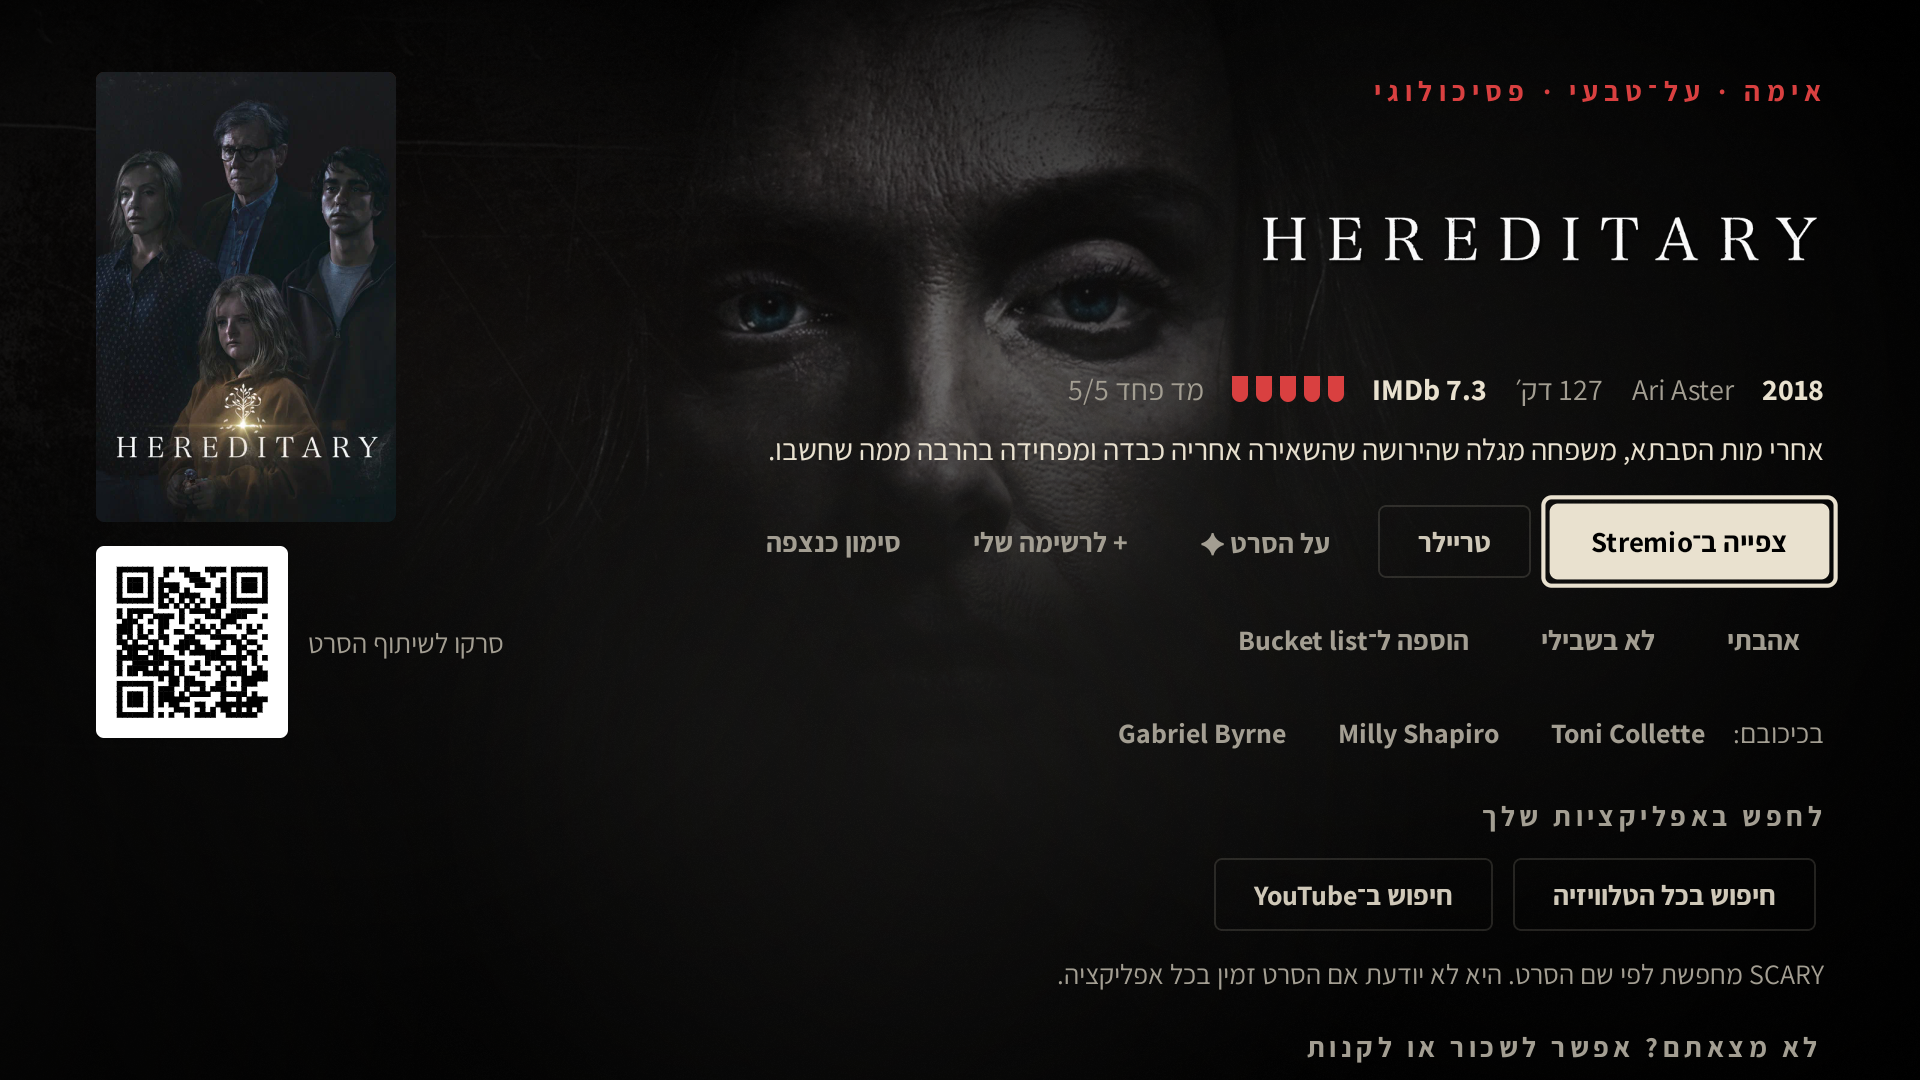 אימה · על־טבעי · פסיכולוגי
HEREDITARY
2018 Ari Aster 127 דק׳ IMDb 7.3 מד פחד 5/5
אחרי מות הסבתא, משפחה מגלה שהירושה שהשאירה אחריה כבדה ומפחידה בהרבה ממה שחשבו.
צפייה ב־Stremio טריילר על הסרט ✦ + לרשימה שלי סימון כנצפה
אהבתי לא בשבילי הוספה ל־Bucket list
בכיכובם: Toni Collette Milly Shapiro Gabriel Byrne
לחפש באפליקציות שלך
חיפוש בכל הטלוויזיה חיפוש ב־YouTube
SCARY מחפשת לפי שם הסרט. היא לא יודעת אם הסרט זמין בכל אפליקציה.
לא מצאתם? אפשר לשכור או לקנות
HEREDITARY
סרקו לשיתוף הסרט